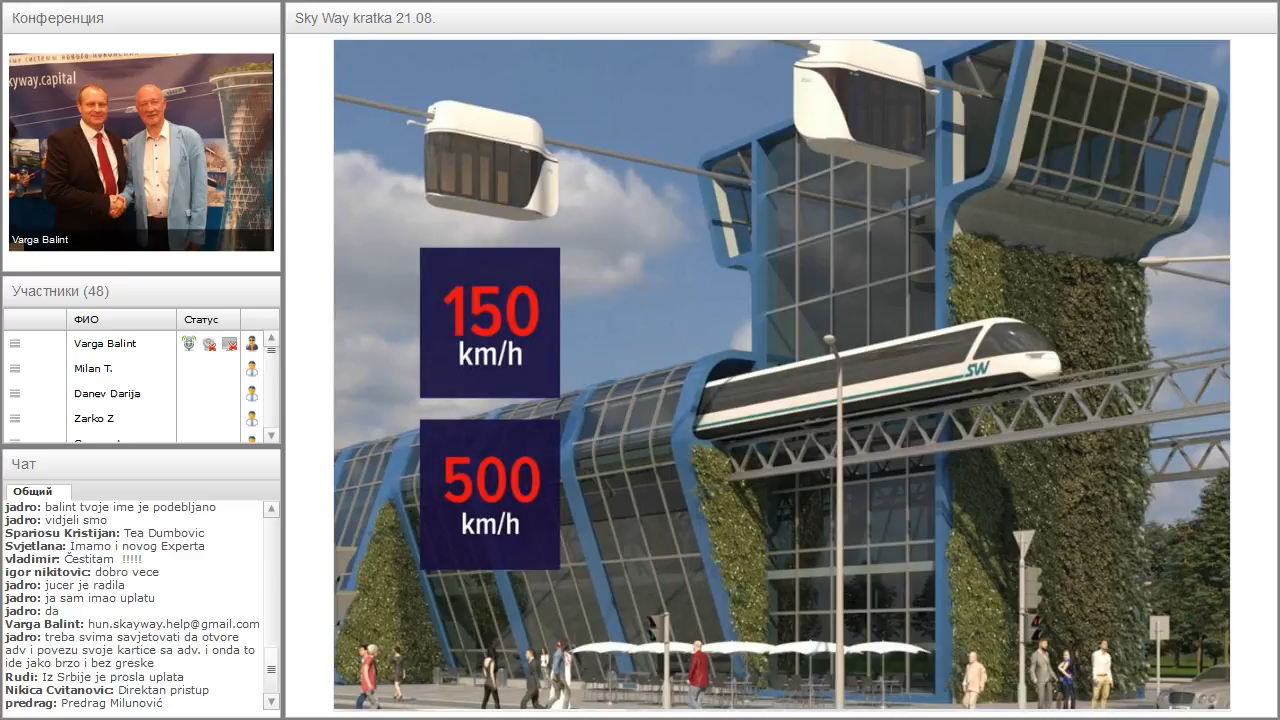 Конференция
skyway.capital
Varga Balint
Участники (48)
ФИО
Статус
Varga Balint
Milan T.
Danev Darija
Zarko Z
Чат
Общий
jadro: balint tvoje ime je podebljano
jadro: vidjeli smo
Spariosu Kristijan: Tea Dumbovic
Svjetlana: Imamo i novog Experta
vladimir: Čestitam !!!!!
igor nikitovic: dobro vece
jadro: jucer je radila
jadro: ja sam imao uplatu
jadro: da
Varga Balint: hun.skayway.help@gmail.com
jadro: treba svima savjetovati da otvore
adv i povezu svoje kartice sa adv. i onda to
ide jako brzo i bez greske
Rudi: Iz Srbije je prosla uplata
Nikica Cvitanovic: Direktan pristup
predrag: Predrag Milunović
Sky Way kratka 21.08.
150
km/h
500
km/h
SW